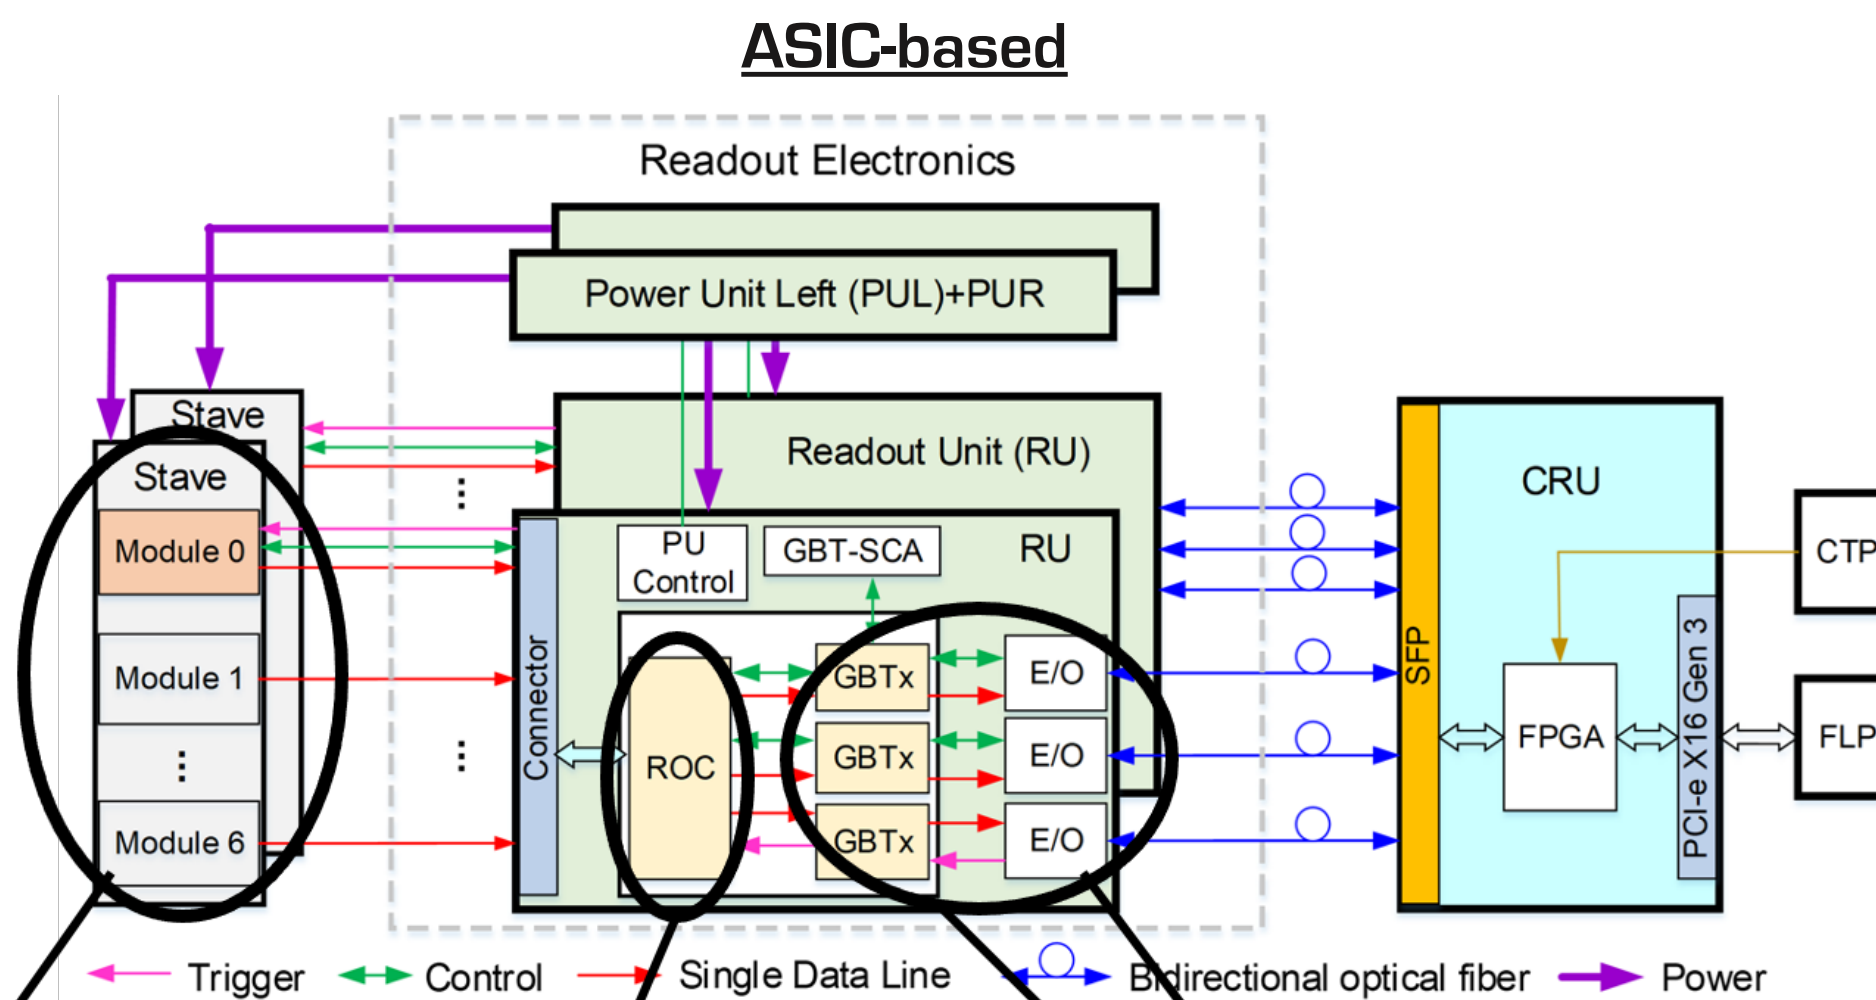 ASIC-based
Readout Electronics
Power Unit Left (PUL)+PUR
Stave
Stave
Module 0
Module 1
⋮
Module 6
⋮
⋮
Readout Unit (RU)
Connector
PU
Control
GBT-SCA
RU
ROC
GBTx
E/O
GBTx
E/O
GBTx
E/O
SFP
CRU
FPGA
PCI-e X16 Gen 3
CTP
FLP
Trigger
Control
Single Data Line
Bidirectional optical fiber
Power